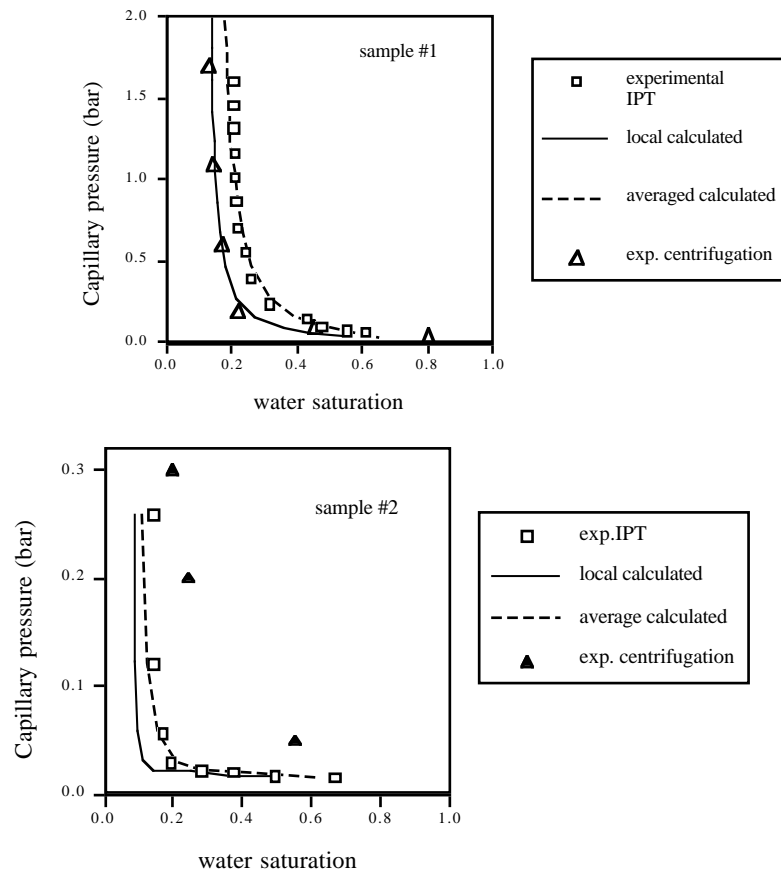 2.0
sample #1
1.5
1.0
0.5
0.0
Capillary pressure (bar)
0.0 0.2 0.4 0.6 0.8 1.0
water saturation
experimental
IPT
local calculated
averaged calculated
exp. centrifugation
0.3
sample #2
0.2
0.1
0.0
Capillary pressure (bar)
0.0 0.2 0.4 0.6 0.8 1.0
water saturation
exp.IPT
local calculated
average calculated
exp. centrifugation